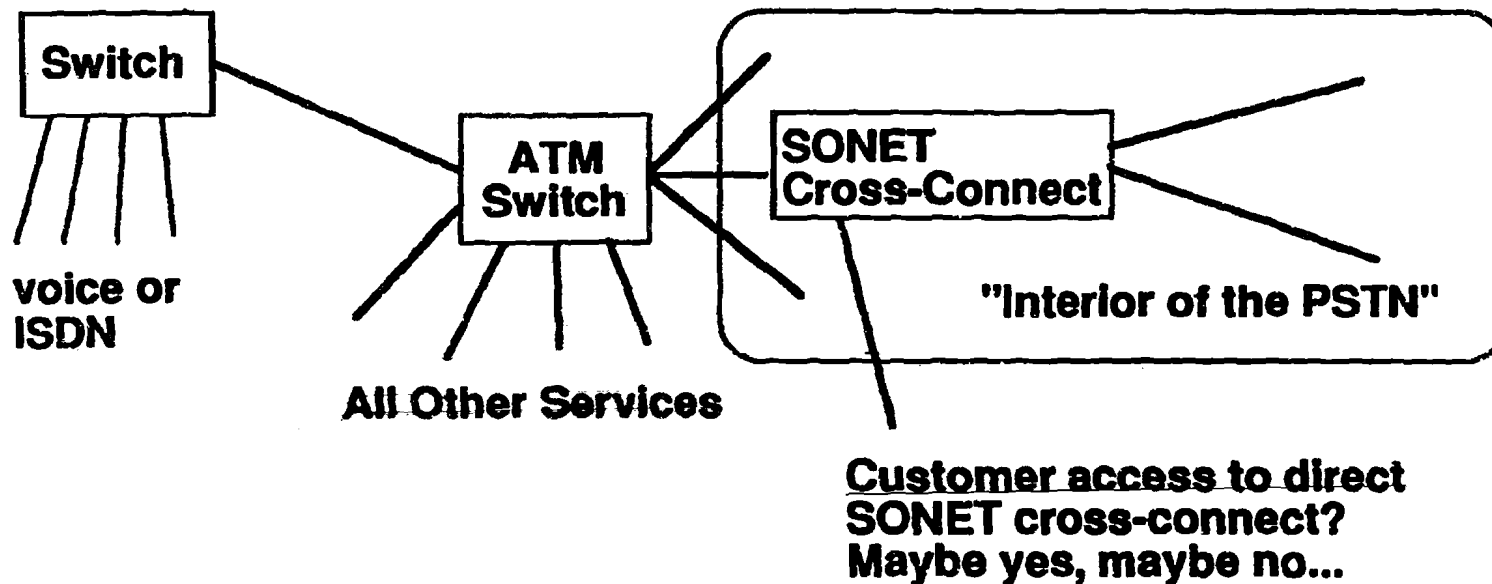 Switch
ATM
Switch
SONET
Cross-Connect
voice or
ISDN
"Interior of the PSTN"
All Other Services
Customer access to direct
SONET cross-connect?
Maybe yes, maybe no...